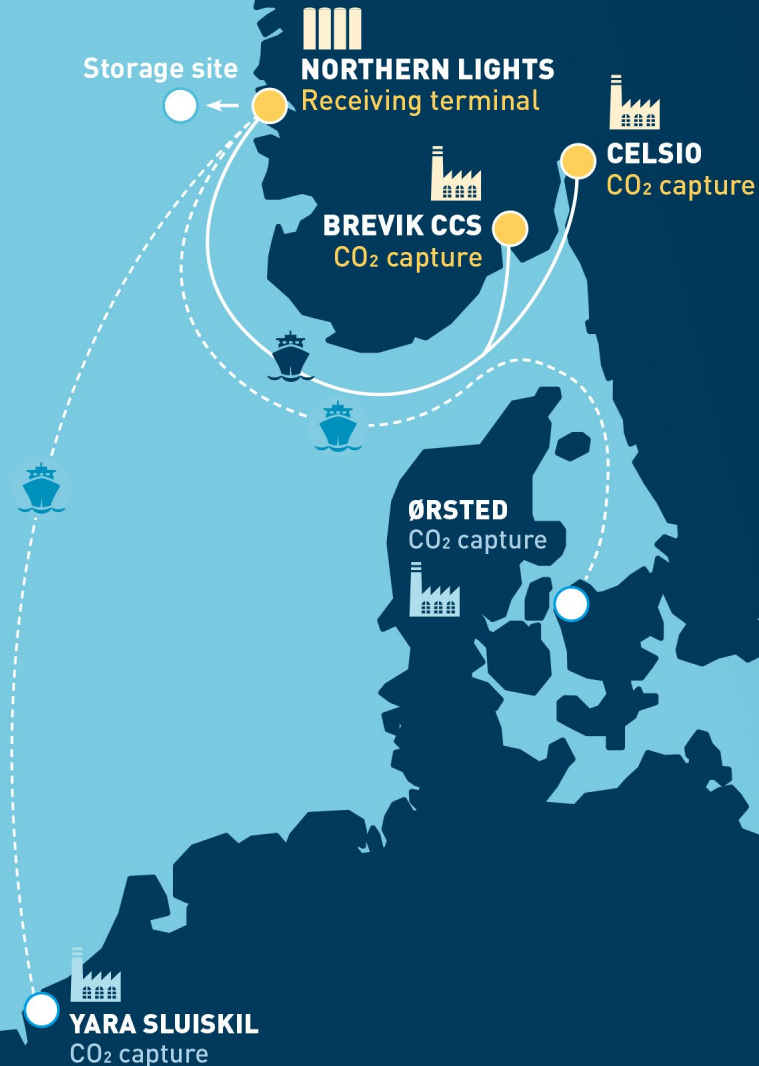 Storage site
NORTHERN LIGHTS
Receiving terminal
CELSIO
CO₂ capture
BREVIK CCS
CO₂ capture
ØRSTED
CO₂ capture
YARA SLUISKIL
CO₂ capture